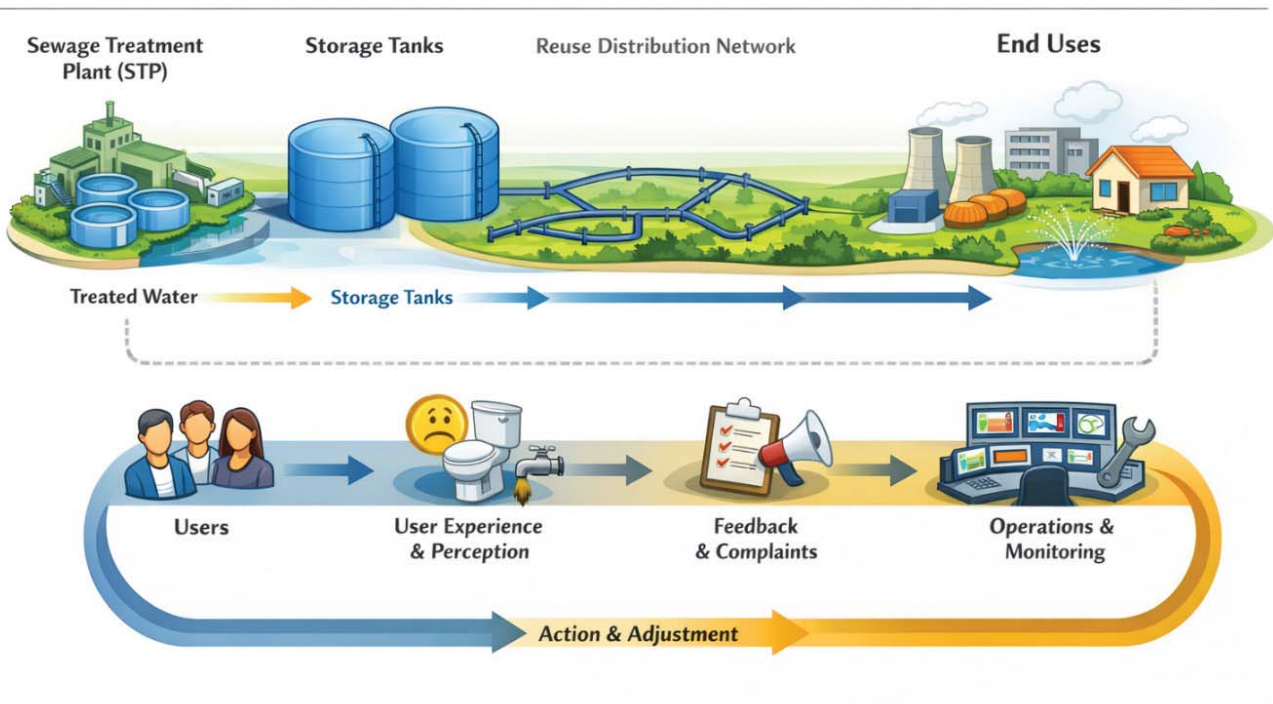 Sewage Treatment
Plant (STP)
Storage Tanks
Reuse Distribution Network
End Uses
Treated Water
Storage Tanks
Users
User Experience
& Perception
Feedback
& Complaints
Operations &
Monitoring
Action & Adjustment